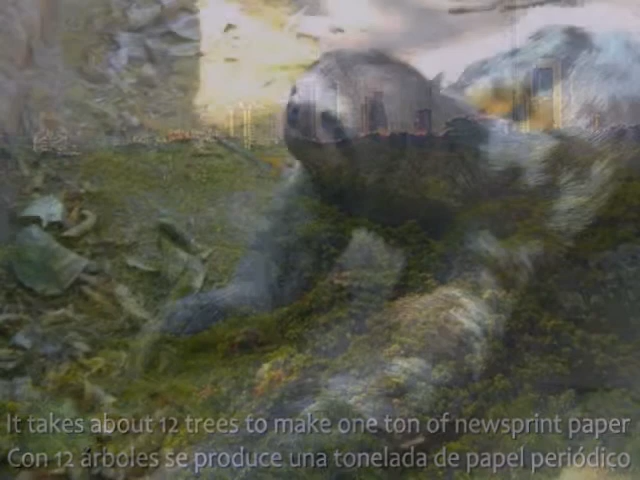 It takes about 12 trees to make one ton of newsprint paper
Con 12 árboles se produce una tonelada de papel periódico